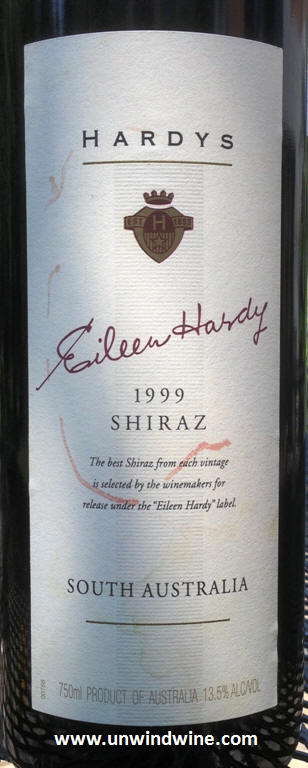 HARDYS
EST 1853
H
Eileen Hardy
1999
SHIRAZ
The best Shiraz from each vintage
is selected by the winemakers for
release under the "Eileen Hardy" label.
SOUTH AUSTRALIA
750ml PRODUCT OF AUSTRALIA 13.5% ALC/VOL
www.unwindwine.com